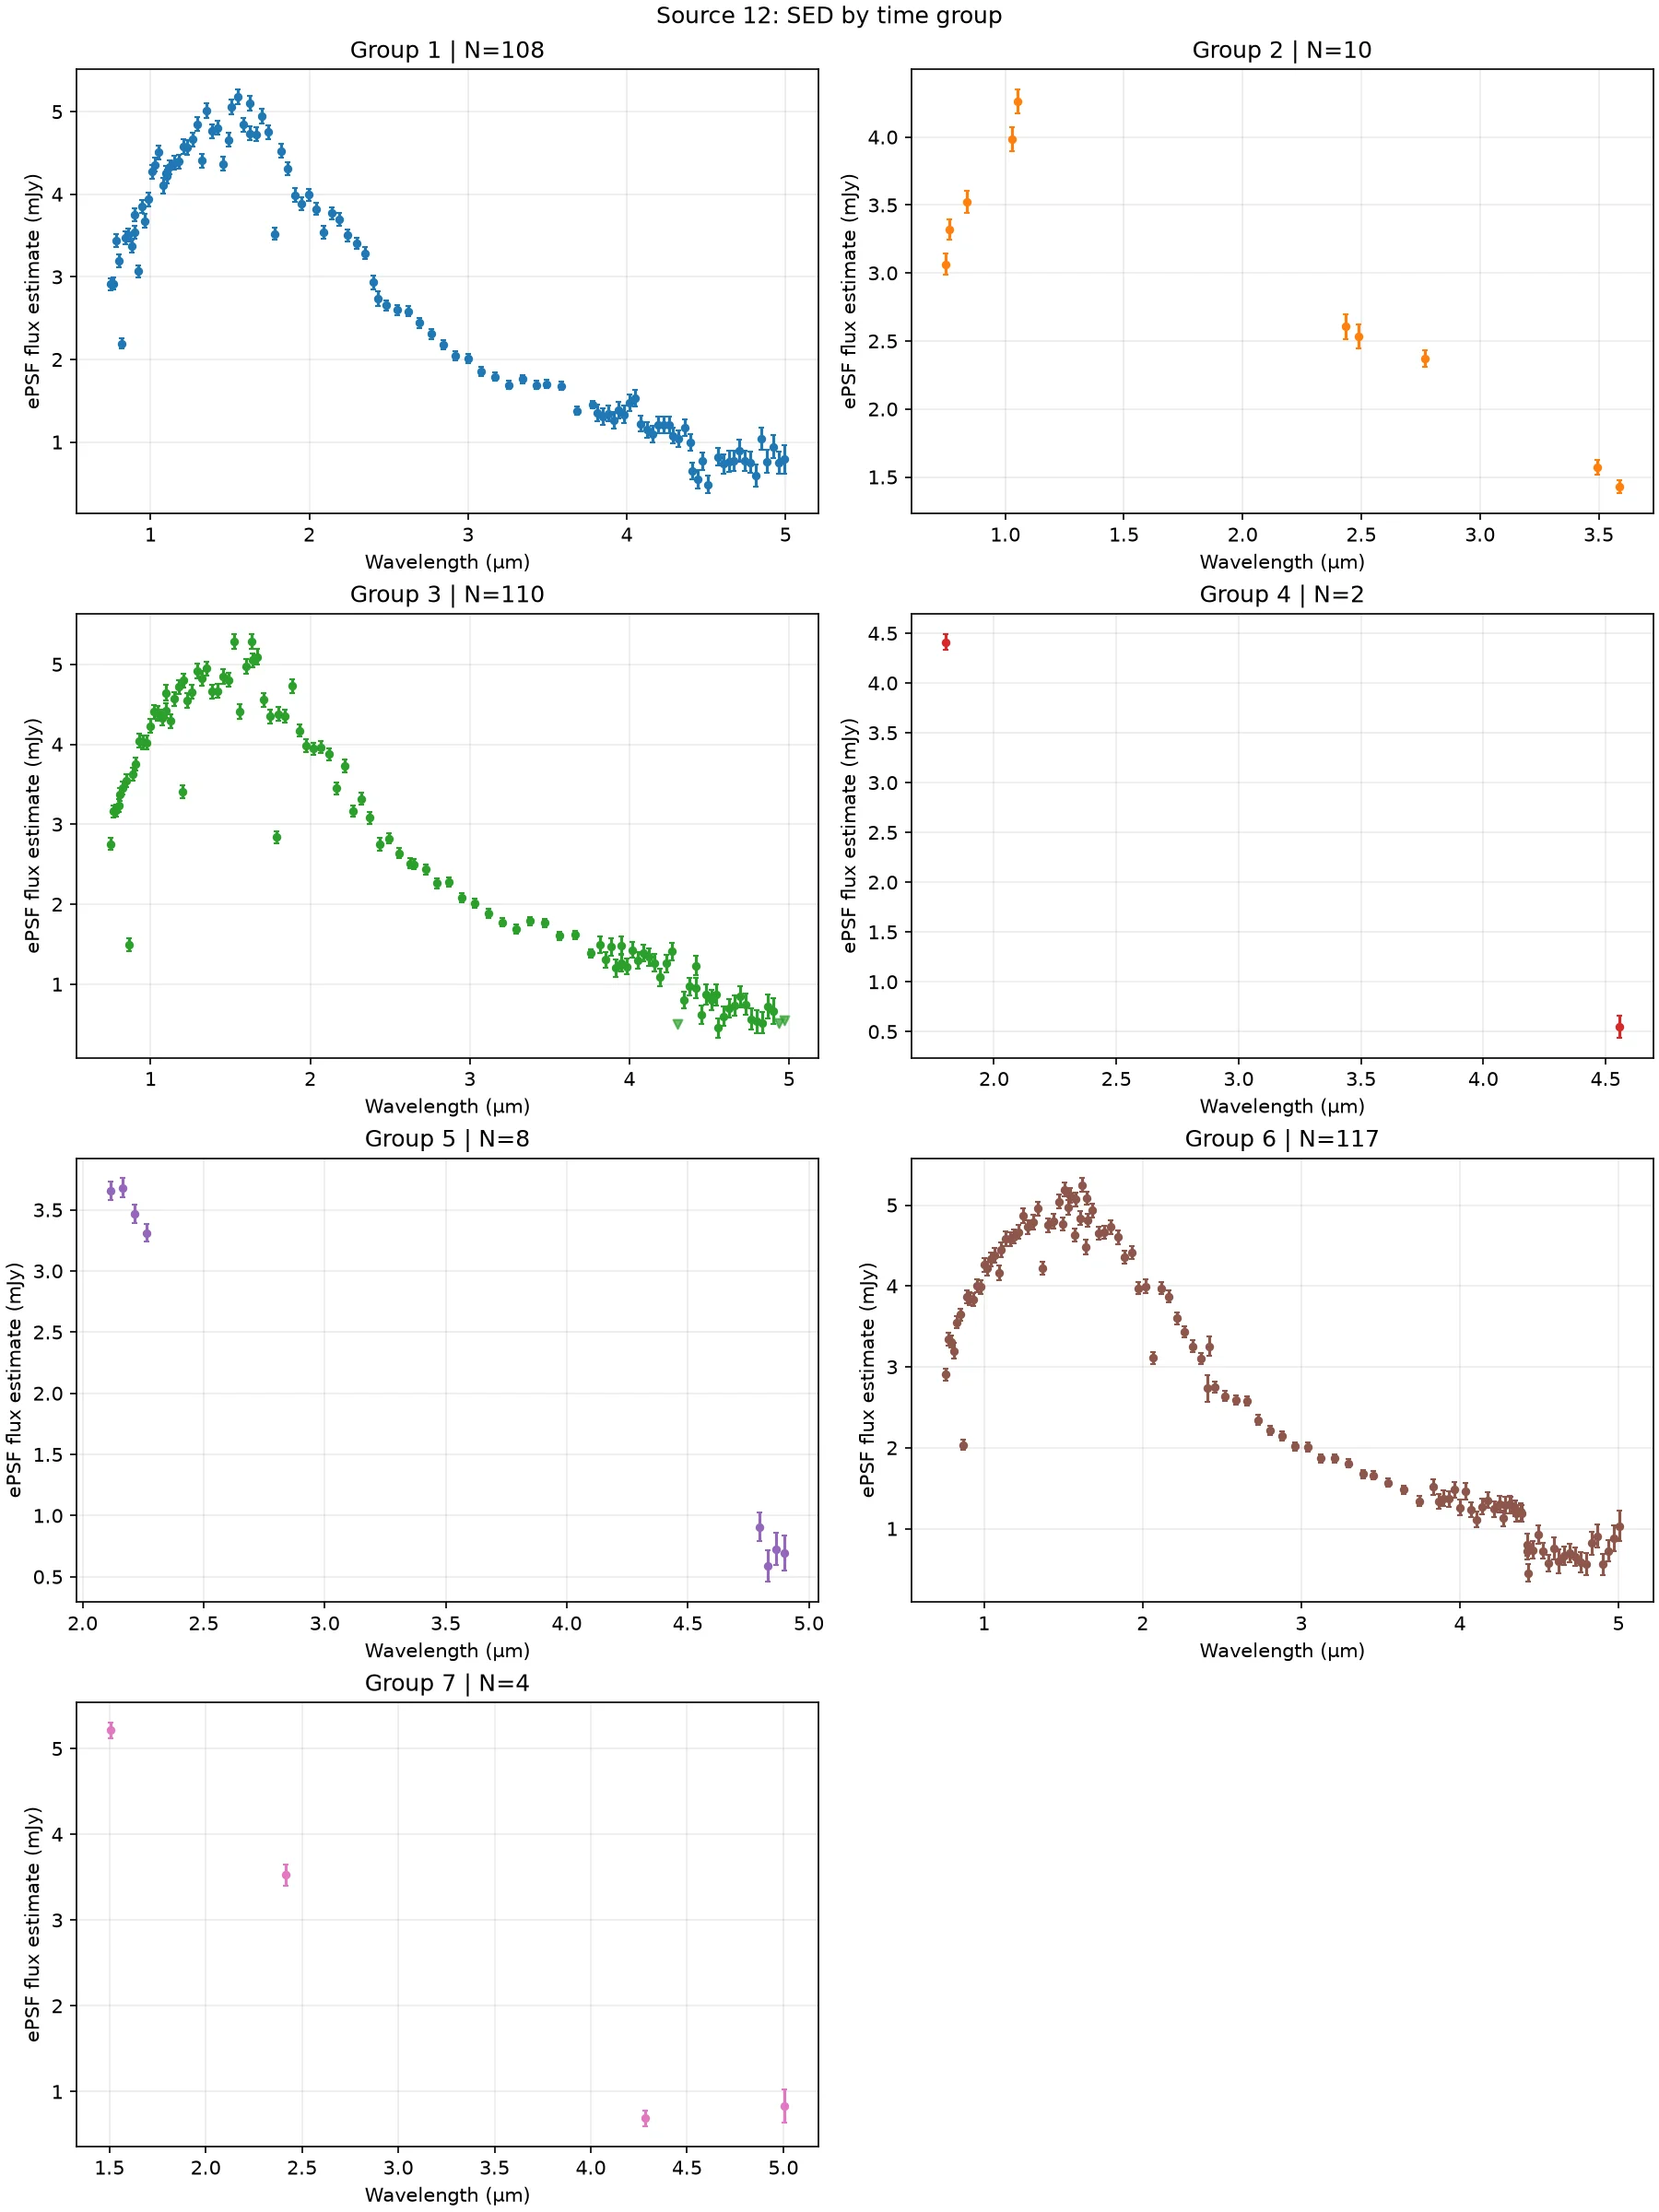 Source 12: SED by time group
Group 1 | N=108
5
4
3
2
1
ePSF flux estimate (mJy)
1 2 3 4 5
Wavelength (μm)
Group 2 | N=10
4.0
3.5
3.0
2.5
2.0
1.5
ePSF flux estimate (mJy)
1.0 1.5 2.0 2.5 3.0 3.5
Wavelength (μm)
Group 3 | N=110
5
4
3
2
1
ePSF flux estimate (mJy)
1 2 3 4 5
Wavelength (μm)
Group 4 | N=2
4.5
4.0
3.5
3.0
2.5
2.0
1.5
1.0
0.5
ePSF flux estimate (mJy)
2.0 2.5 3.0 3.5 4.0 4.5
Wavelength (μm)
Group 5 | N=8
3.5
3.0
2.5
2.0
1.5
1.0
0.5
ePSF flux estimate (mJy)
2.0 2.5 3.0 3.5 4.0 4.5 5.0
Wavelength (μm)
Group 6 | N=117
5
4
3
2
1
ePSF flux estimate (mJy)
1 2 3 4 5
Wavelength (μm)
Group 7 | N=4
5
4
3
2
1
ePSF flux estimate (mJy)
1.5 2.0 2.5 3.0 3.5 4.0 4.5 5.0
Wavelength (μm)